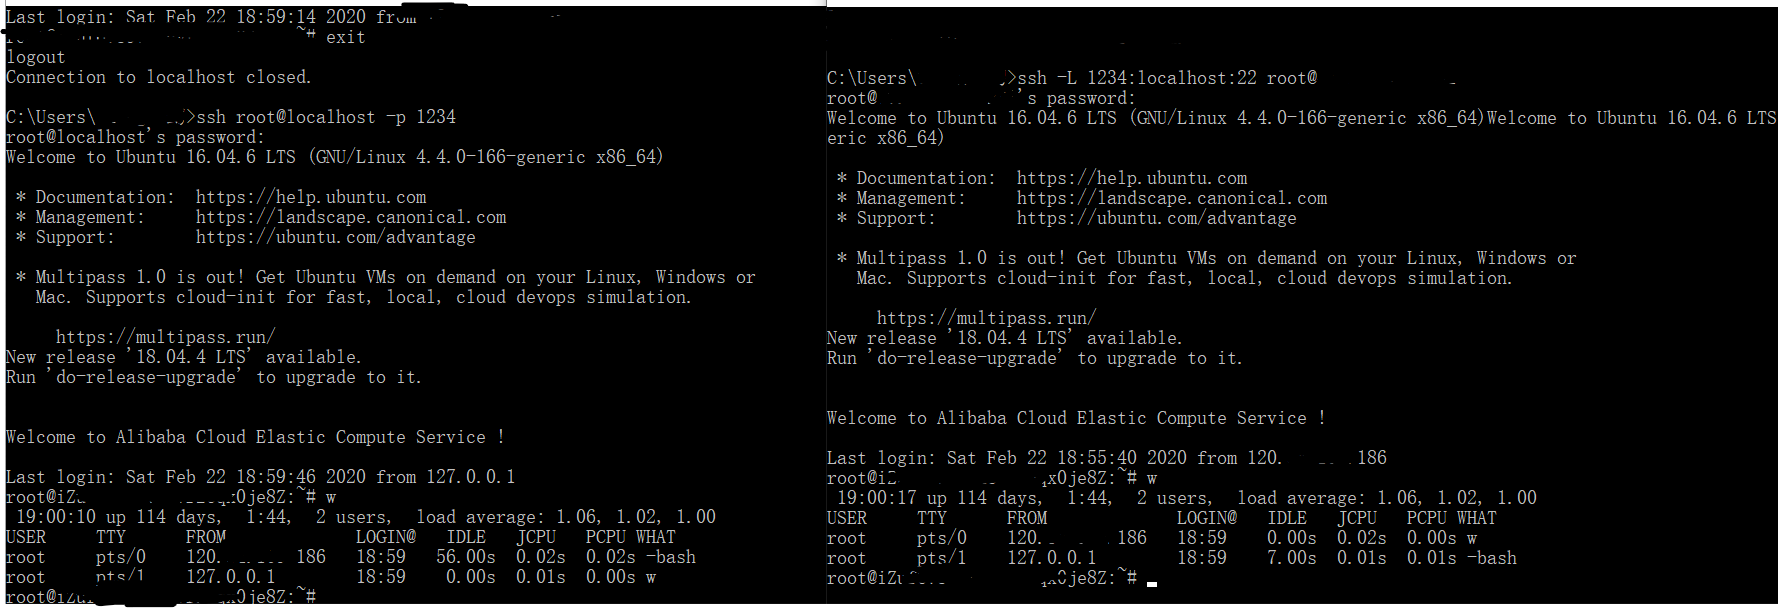 Last login: Sat Feb 22 18:59:14 2020 from
~# exit
logout
Connection to localhost closed.
C:\Users\ >ssh root@localhost -p 1234
root@localhost's password:
Welcome to Ubuntu 16.04.6 LTS (GNU/Linux 4.4.0-166-generic x86_64)
* Documentation: https://help.ubuntu.com
* Management: https://landscape.canonical.com
* Support: https://ubuntu.com/advantage
* Multipass 1.0 is out! Get Ubuntu VMs on demand on your Linux, Windows or
Mac. Supports cloud-init for fast, local, cloud devops simulation.
https://multipass.run/
New release '18.04.4 LTS' available.
Run 'do-release-upgrade' to upgrade to it.
Welcome to Alibaba Cloud Elastic Compute Service !
Last login: Sat Feb 22 18:59:46 2020 from 127.0.0.1
root@iZu x0je8Z:~# w
19:00:10 up 114 days, 1:44, 2 users, load average: 1.06, 1.02, 1.00
USER TTY FROM LOGIN@ IDLE JCPU PCPU WHAT
root pts/0 120. 186 18:59 56.00s 0.02s 0.02s -bash
root pts/1 127.0.0.1 18:59 0.00s 0.01s 0.00s w
root@iZu x0je8Z:~#
C:\Users\ >ssh -L 1234:localhost:22 root@
root@ 's password:
Welcome to Ubuntu 16.04.6 LTS (GNU/Linux 4.4.0-166-generic x86_64)Welcome to Ubuntu 16.04.6 LTS
eric x86_64)
* Documentation: https://help.ubuntu.com
* Management: https://landscape.canonical.com
* Support: https://ubuntu.com/advantage
* Multipass 1.0 is out! Get Ubuntu VMs on demand on your Linux, Windows or
Mac. Supports cloud-init for fast, local, cloud devops simulation.
https://multipass.run/
New release '18.04.4 LTS' available.
Run 'do-release-upgrade' to upgrade to it.
Welcome to Alibaba Cloud Elastic Compute Service !
Last login: Sat Feb 22 18:55:40 2020 from 120. 186
root@iZ x0je8Z:~# w
19:00:17 up 114 days, 1:44, 2 users, load average: 1.06, 1.02, 1.00
USER TTY FROM LOGIN@ IDLE JCPU PCPU WHAT
root pts/0 120. 186 18:59 0.00s 0.02s 0.00s w
root pts/1 127.0.0.1 18:59 7.00s 0.01s 0.01s -bash
root@iZu x0je8Z:~#